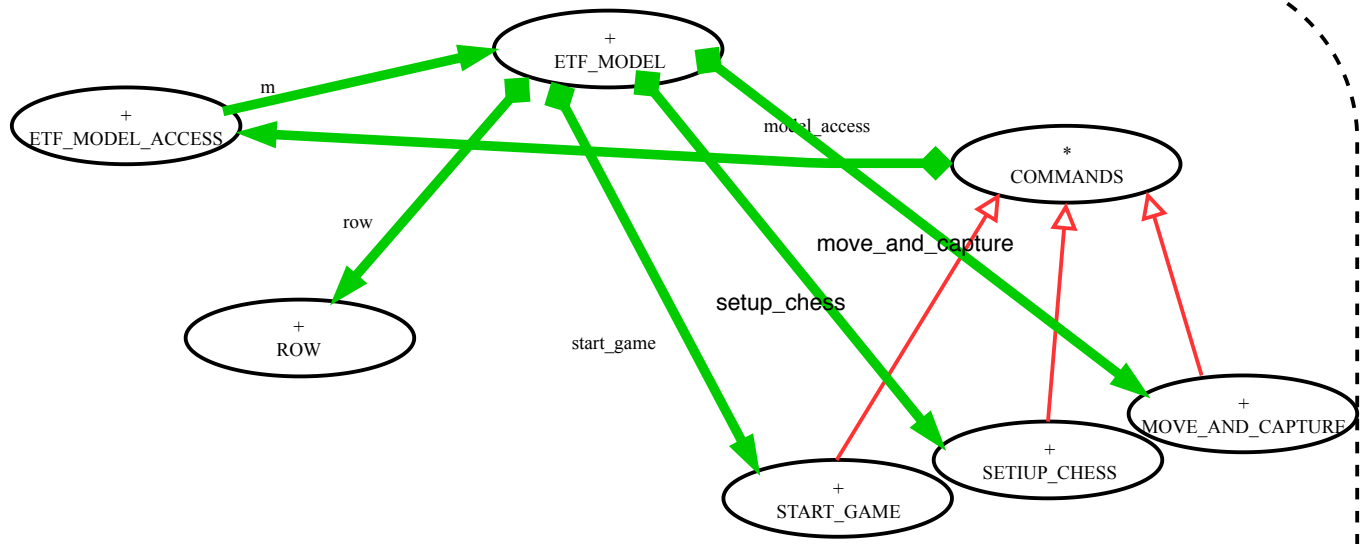 +
ETF_MODEL
m
+
ETF_MODEL_ACCESS
model_access
*
COMMANDS
row
move_and_capture
setup_chess
start_game
+
ROW
+
MOVE_AND_CAPTURE
+
SETIUP_CHESS
+
START_GAME